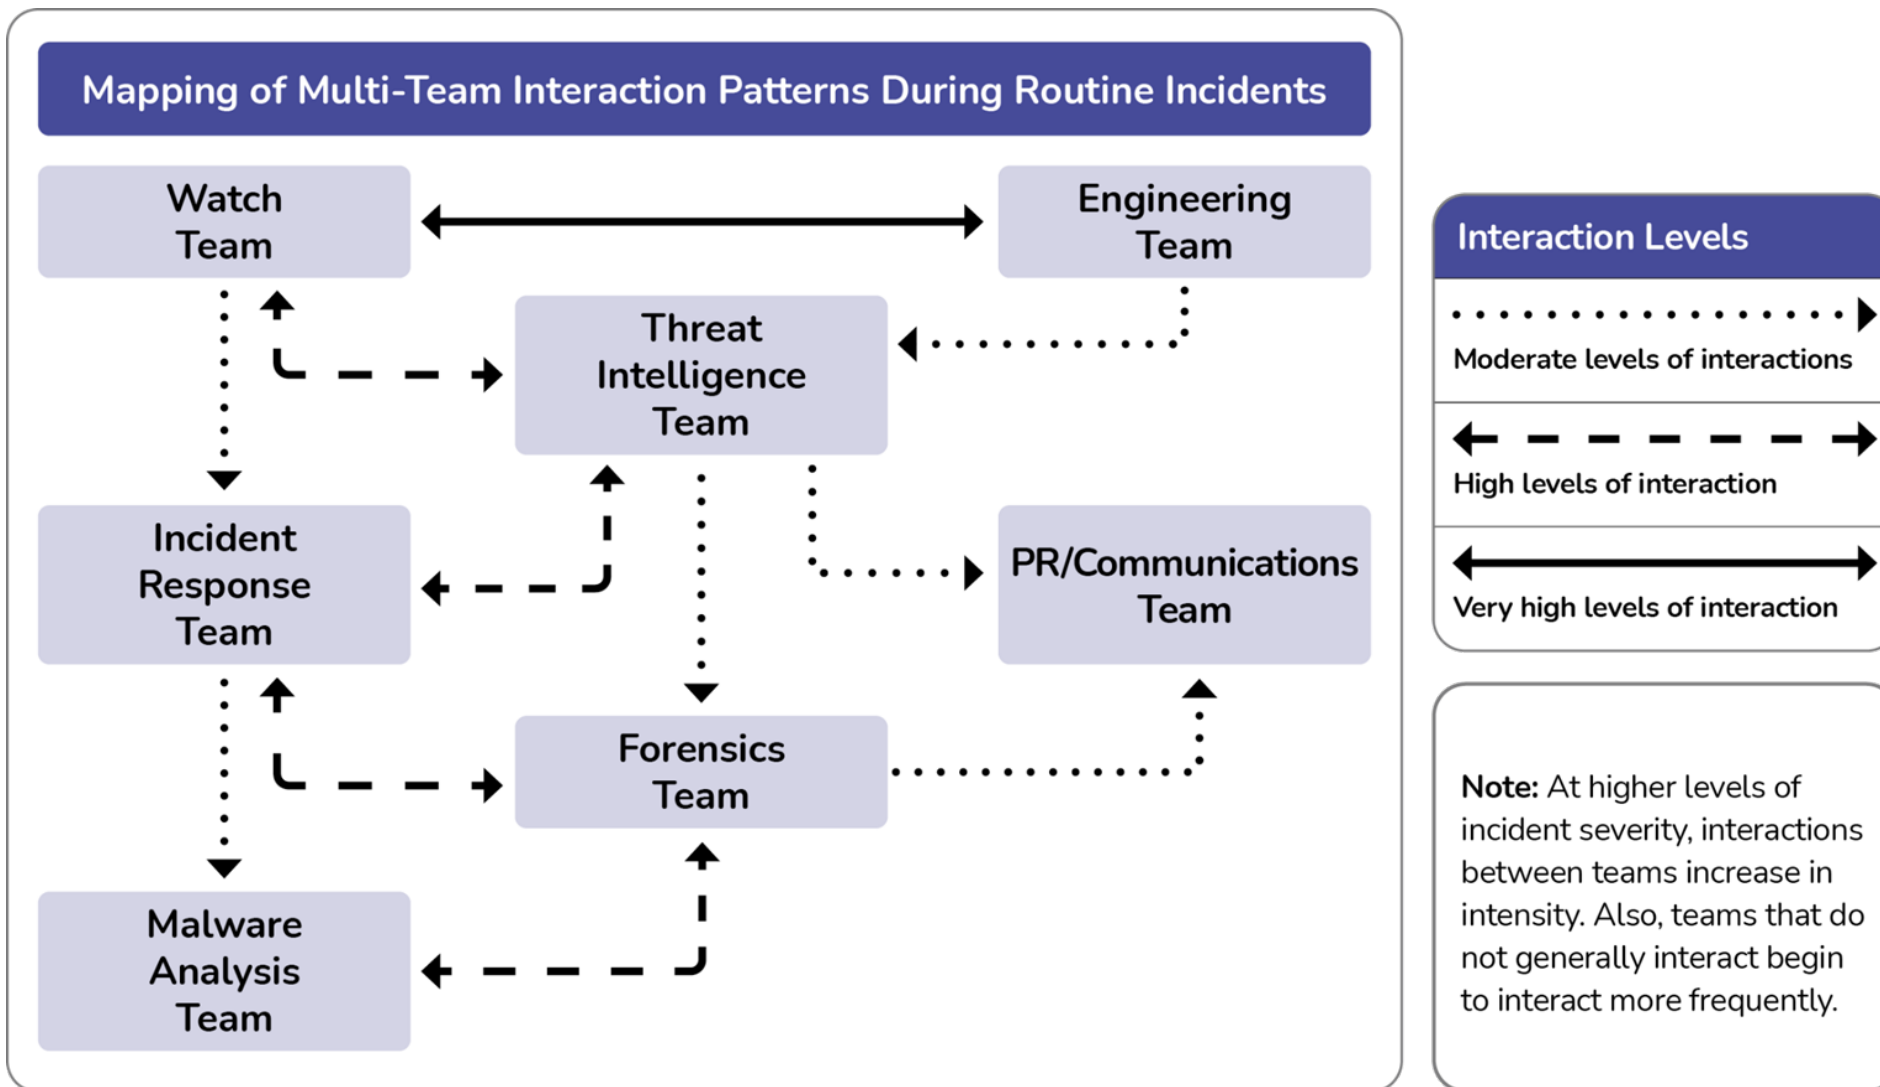 Mapping of Multi-Team Interaction Patterns During Routine Incidents
Watch
Team
Engineering
Team
Threat
Intelligence
Team
Incident
Response
Team
PR/Communications
Team
Forensics
Team
Malware
Analysis
Team
Interaction Levels
Moderate levels of interactions
High levels of interaction
Very high levels of interaction
Note: At higher levels of
incident severity, interactions
between teams increase in
intensity. Also, teams that do
not generally interact begin
to interact more frequently.